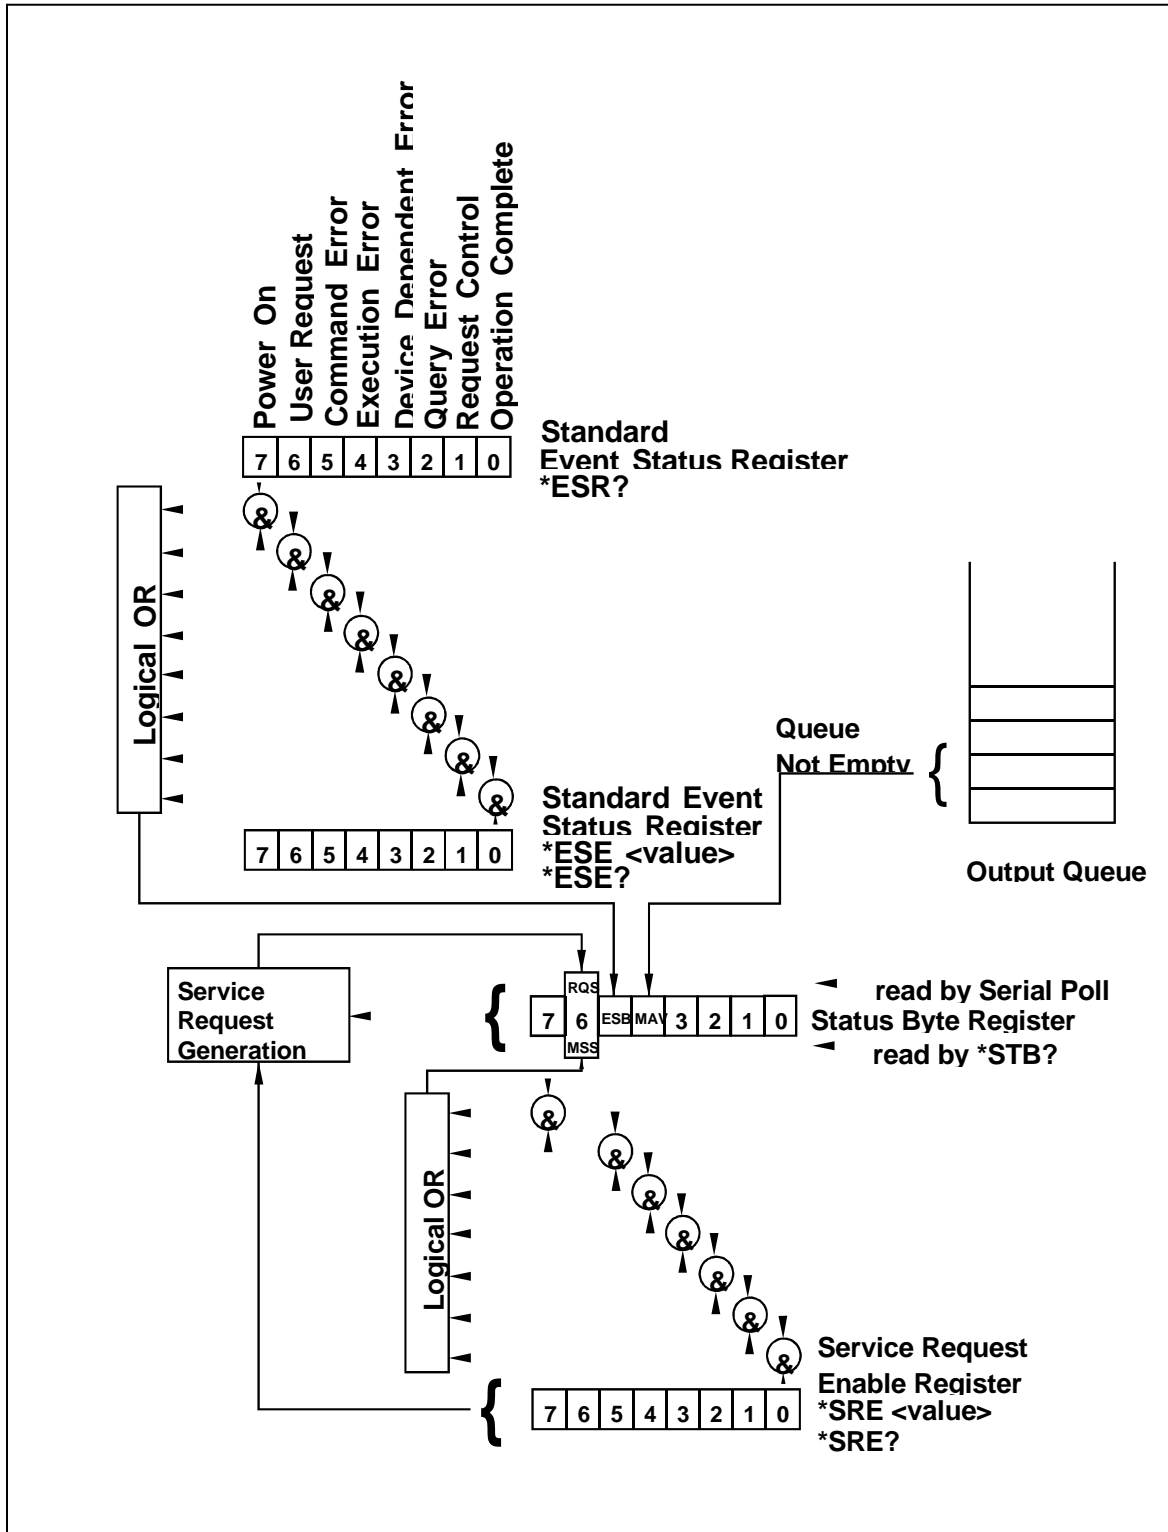 Power On
User Request
Command Error
Execution Error
Device Dependent Error
Query Error
Request Control
Operation Complete
7 6 5 4 3 2 1 0
Standard
Event Status Register
*ESR?
& & & & & & & &
Logical OR
Queue
Not Empty
{
Standard Event
Status Register
*ESE <value>
*ESE?
7 6 5 4 3 2 1 0
Output Queue
Service
Request
Generation
{
RQS
7 6 ESB MAV 3 2 1 0
MSS
read by Serial Poll
Status Byte Register
read by *STB?
& & & & & & &
Logical OR
Service Request
Enable Register
*SRE <value>
*SRE?
{
7 6 5 4 3 2 1 0